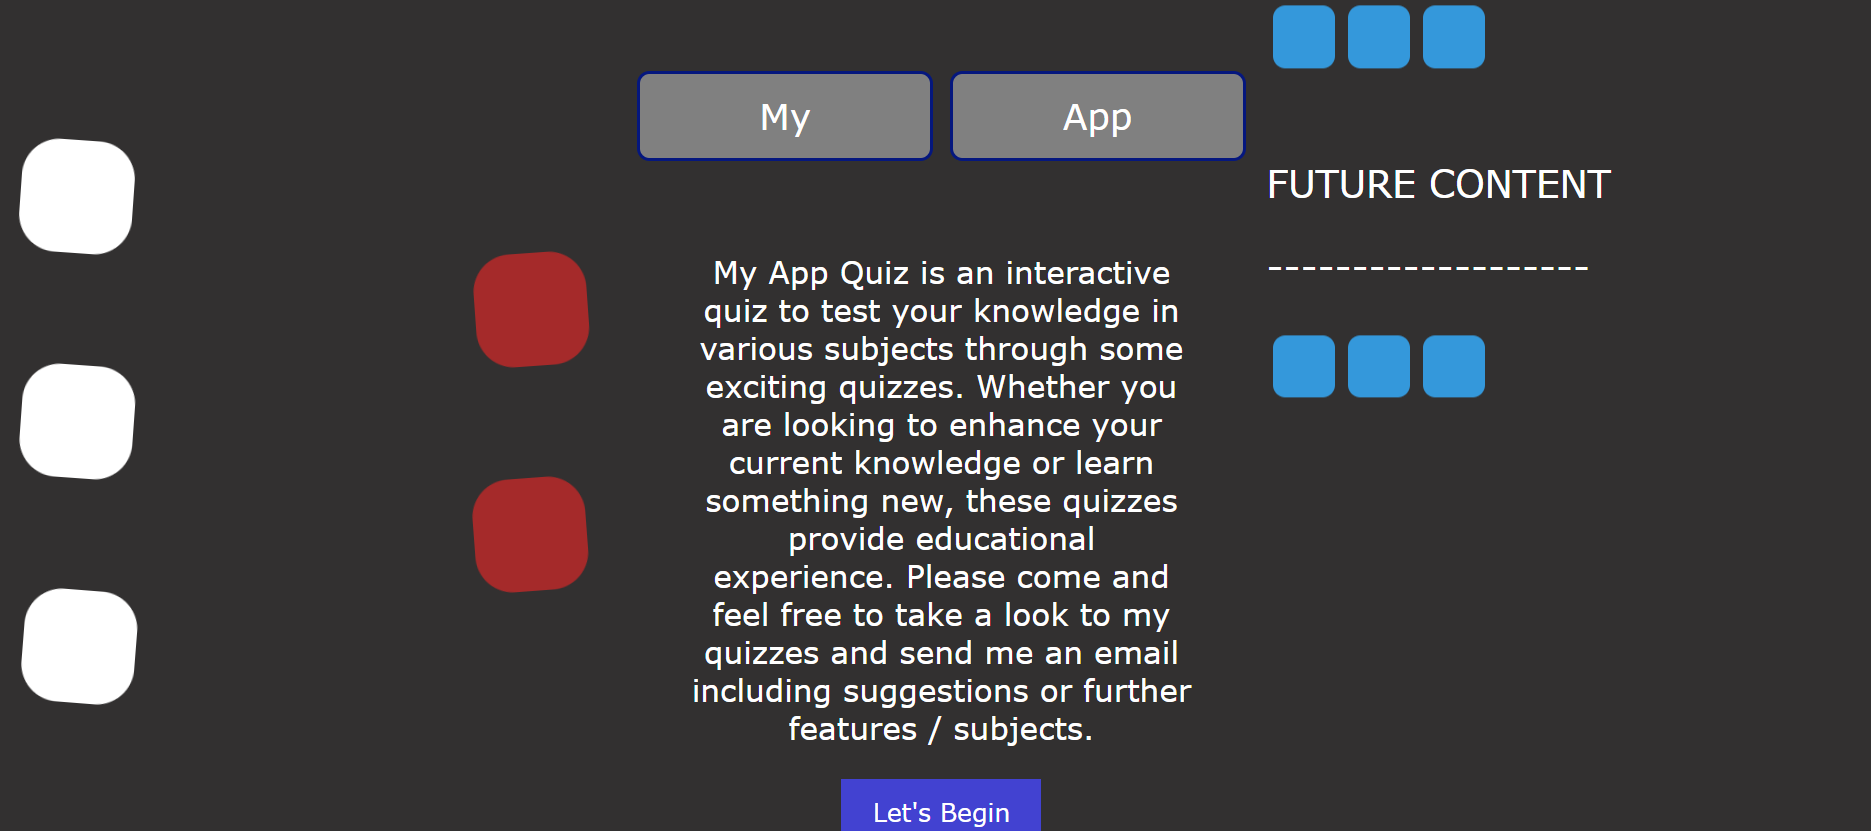 My App
FUTURE CONTENT
-------------------
My App Quiz is an interactive
quiz to test your knowledge in
various subjects through some
exciting quizzes. Whether you
are looking to enhance your
current knowledge or learn
something new, these quizzes
provide educational
experience. Please come and
feel free to take a look to my
quizzes and send me an email
including suggestions or further
features / subjects.
Let's Begin